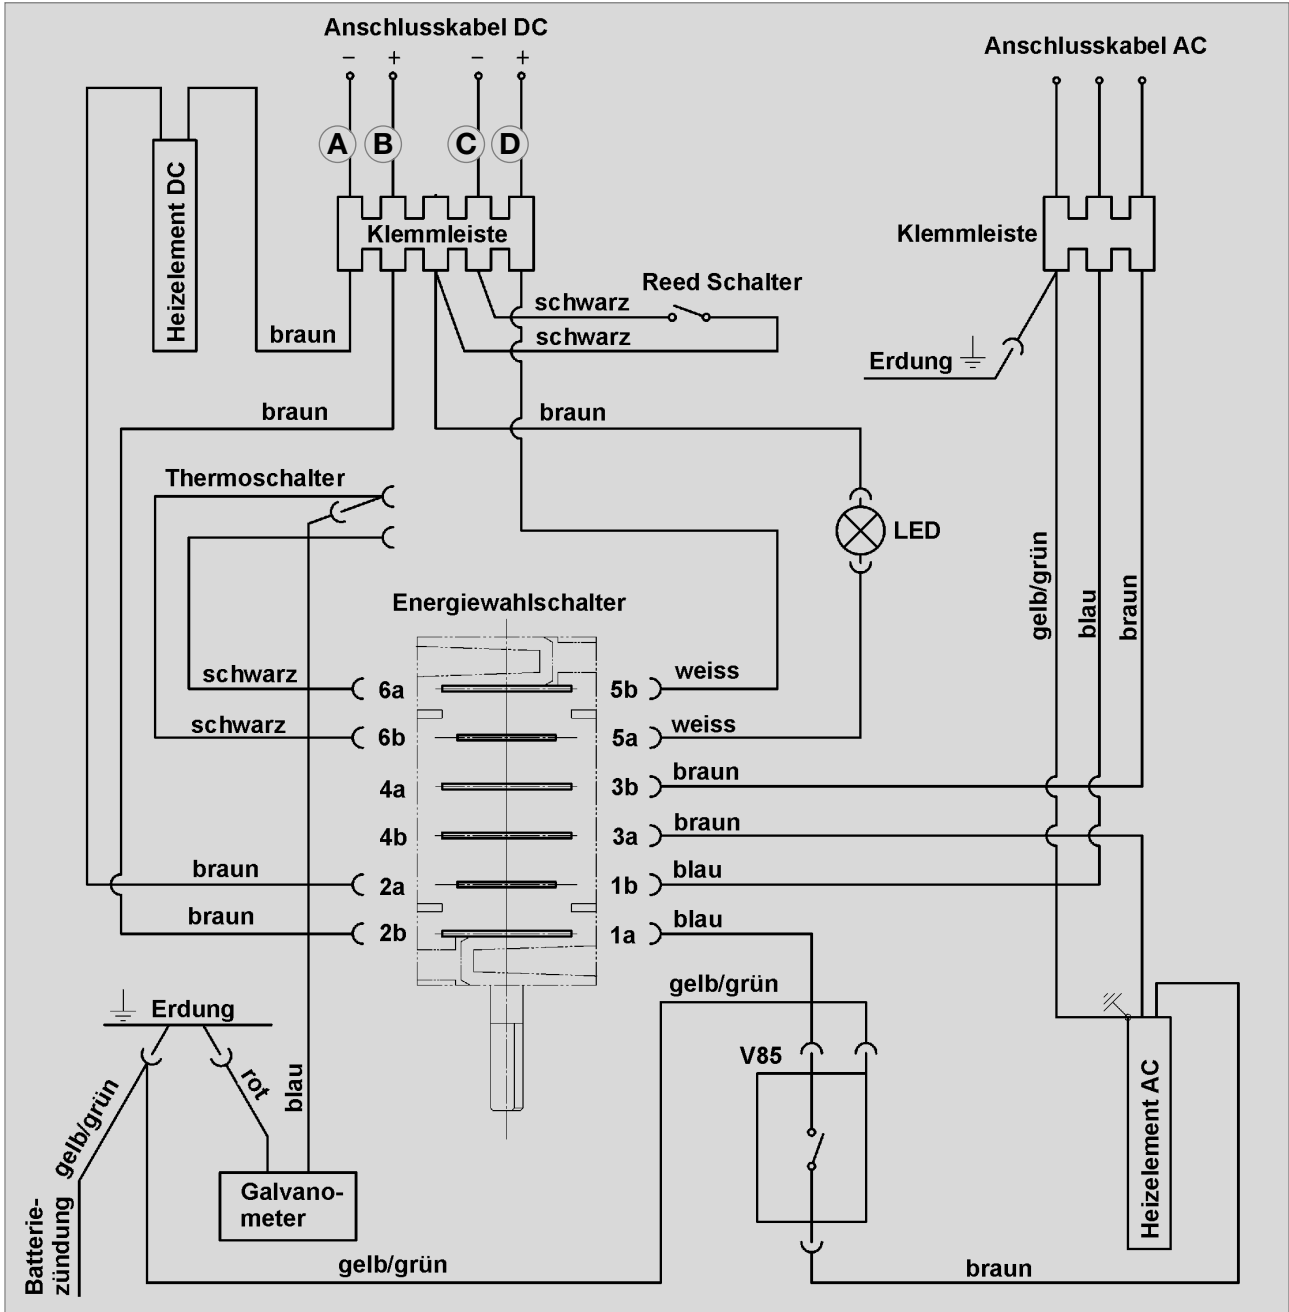 Anschlusskabel DC
Anschlusskabel AC
− + − +
A B C D
Heizelement DC
Klemmleiste
Klemmleiste
Reed Schalter
schwarz
schwarz
braun
Erdung
braun
braun
Thermoschalter
LED
gelb/grün
blau
braun
Energiewahlschalter
schwarz
6a
5b
weiss
schwarz
6b
5a
weiss
4a
3b
braun
4b
3a
braun
braun
2a
1b
blau
braun
2b
1a
blau
gelb/grün
Erdung
V85
gelb/grün
rot
blau
Heizelement AC
Batterie-
zündung
Galvano-
meter
gelb/grün
braun